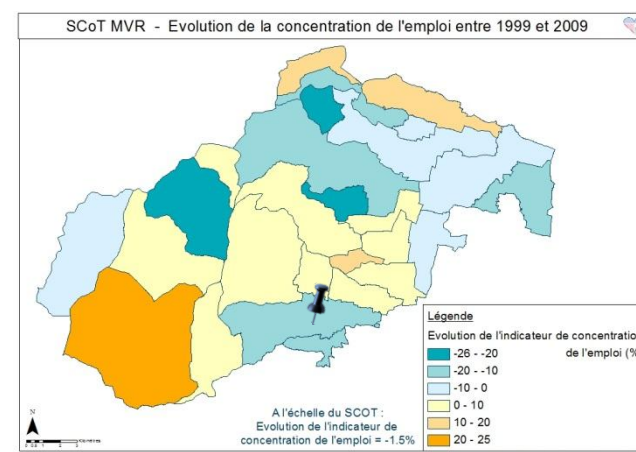 SCoT MVR - Evolution de la concentration de l'emploi entre 1999 et 2009
Légende
Evolution de l'indicateur de concentration
de l'emploi (%
-26 - -20
-20 - -10
-10 - 0
0 - 10
10 - 20
20 - 25
A l'échelle du SCOT :
Evolution de l'indicateur de
concentration de l'emploi = -1.5%
N